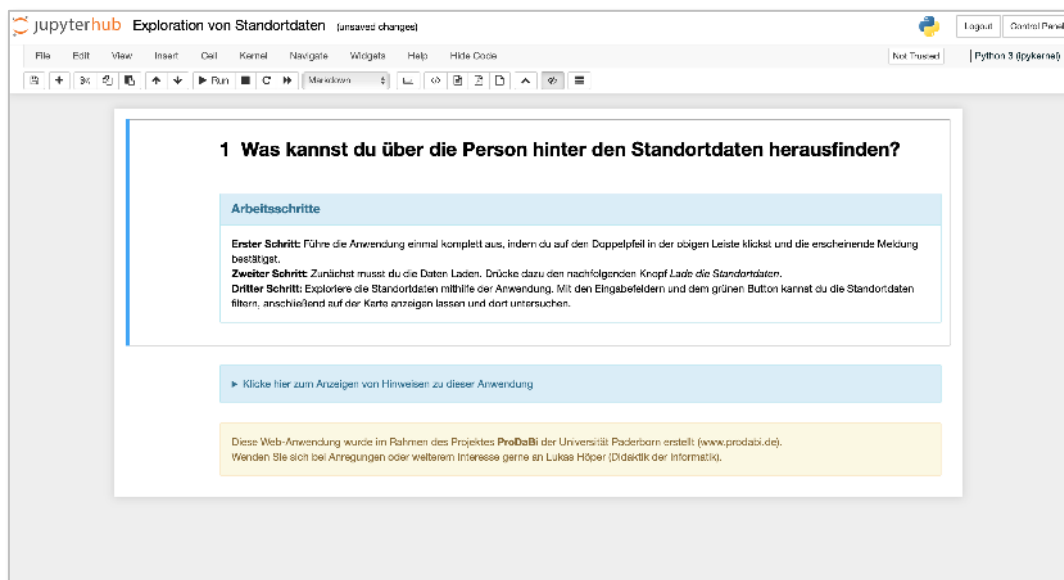 jupyterhub Exploration von Standortdaten (unsaved changes) Logout Control Panel
File Edit View Insert Cell Kernel Navigate Widgets Help Hide Code Not Trusted Python 3 (ipykernel)
Run Markdown
1 Was kannst du über die Person hinter den Standortdaten herausfinden?
Arbeitsschritte
Erster Schritt: Führe die Anwendung einmal komplett aus, indem du auf den Doppelpfeil in der obigen Leiste klickst und die erscheinende Meldung
bestätigst.
Zweiter Schritt: Zunächst musst du die Daten Laden. Drücke dazu den nachfolgenden Knopf Lade die Standortdaten.
Dritter Schritt: Exploriere die Standortdaten mithilfe der Anwendung. Mit den Eingabefeldern und dem grünen Button kannst du die Standortdaten
filtern, anschließend auf der Karte anzeigen lassen und dort untersuchen.
► Klicke hier zum Anzeigen von Hinweisen zu dieser Anwendung
Diese Web-Anwendung wurde im Rahmen des Projektes ProDaBi der Universität Paderborn erstellt (www.prodabi.de).
Wenden Sie sich bei Anregungen oder weiterem Interesse gerne an Lukas Höper (Didaktik der Informatik).